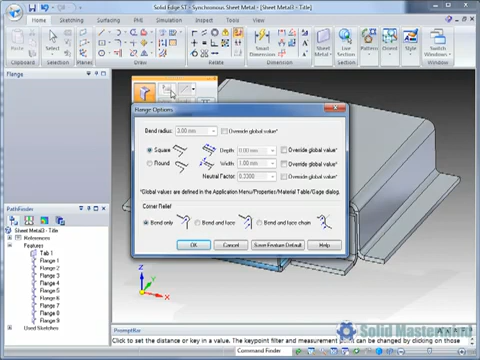 Solid Edge ST - Synchronous Sheet Metal - [Sheet Metal3 - Title]
Home Sketching Surfacing PMI Simulation Inspect Tools View
Paste Select Sheet Metal Live Section Pattern Orient Style Switch Windows
Clipboard Select Draw Relate Dimension Window
Flange
Flange Options
Bend radius: 3.00 mm Override global value*
Square Depth: 0.00 mm Override global value*
Round Width: 1.00 mm Override global value*
Neutral Factor: 0.3300 Override global value*
*Global values are defined in the Application Menu/Properties/Material Table/Gage dialog.
Corner Relief
Bend only Bend and face Bend and face chain
OK Cancel Save Feature Default Help
PathFinder
Sheet Metal3 - Title
References
Features
Tab 1
Flange 1
Flange 2
Flange 3
Flange 4
Flange 5
Flange 6
Flange 7
Flange 8
Flange 9
Used Sketches
Z
X
PromptBar
Click to set the distance or key in a value. The keypoint filter and measurement point can be changed by clicking on those
Solid Mastermind
Command Finder